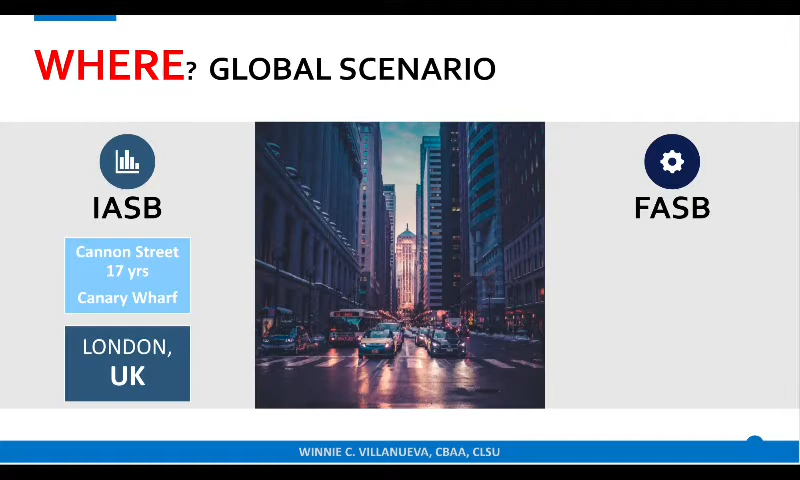 WHERE? GLOBAL SCENARIO
IASB
Cannon Street
17 yrs
Canary Wharf
LONDON,
UK
FASB
WINNIE C. VILLANUEVA, CBAA, CLSU